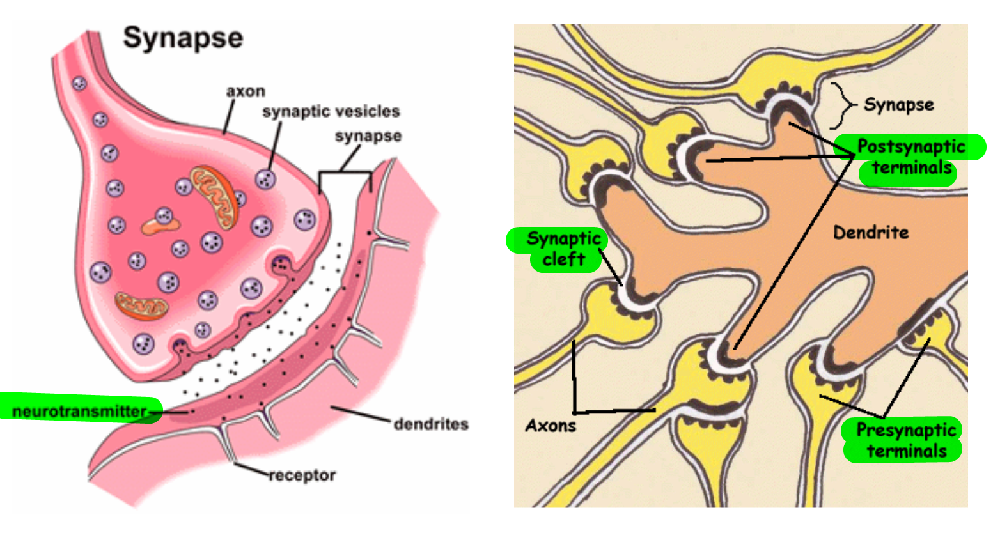 Synapse
axon
synaptic vesicles
synapse
neurotransmitter
dendrites
receptor
Synapse
Postsynaptic
terminals
Dendrite
Synaptic
cleft
Axons
Presynaptic
terminals